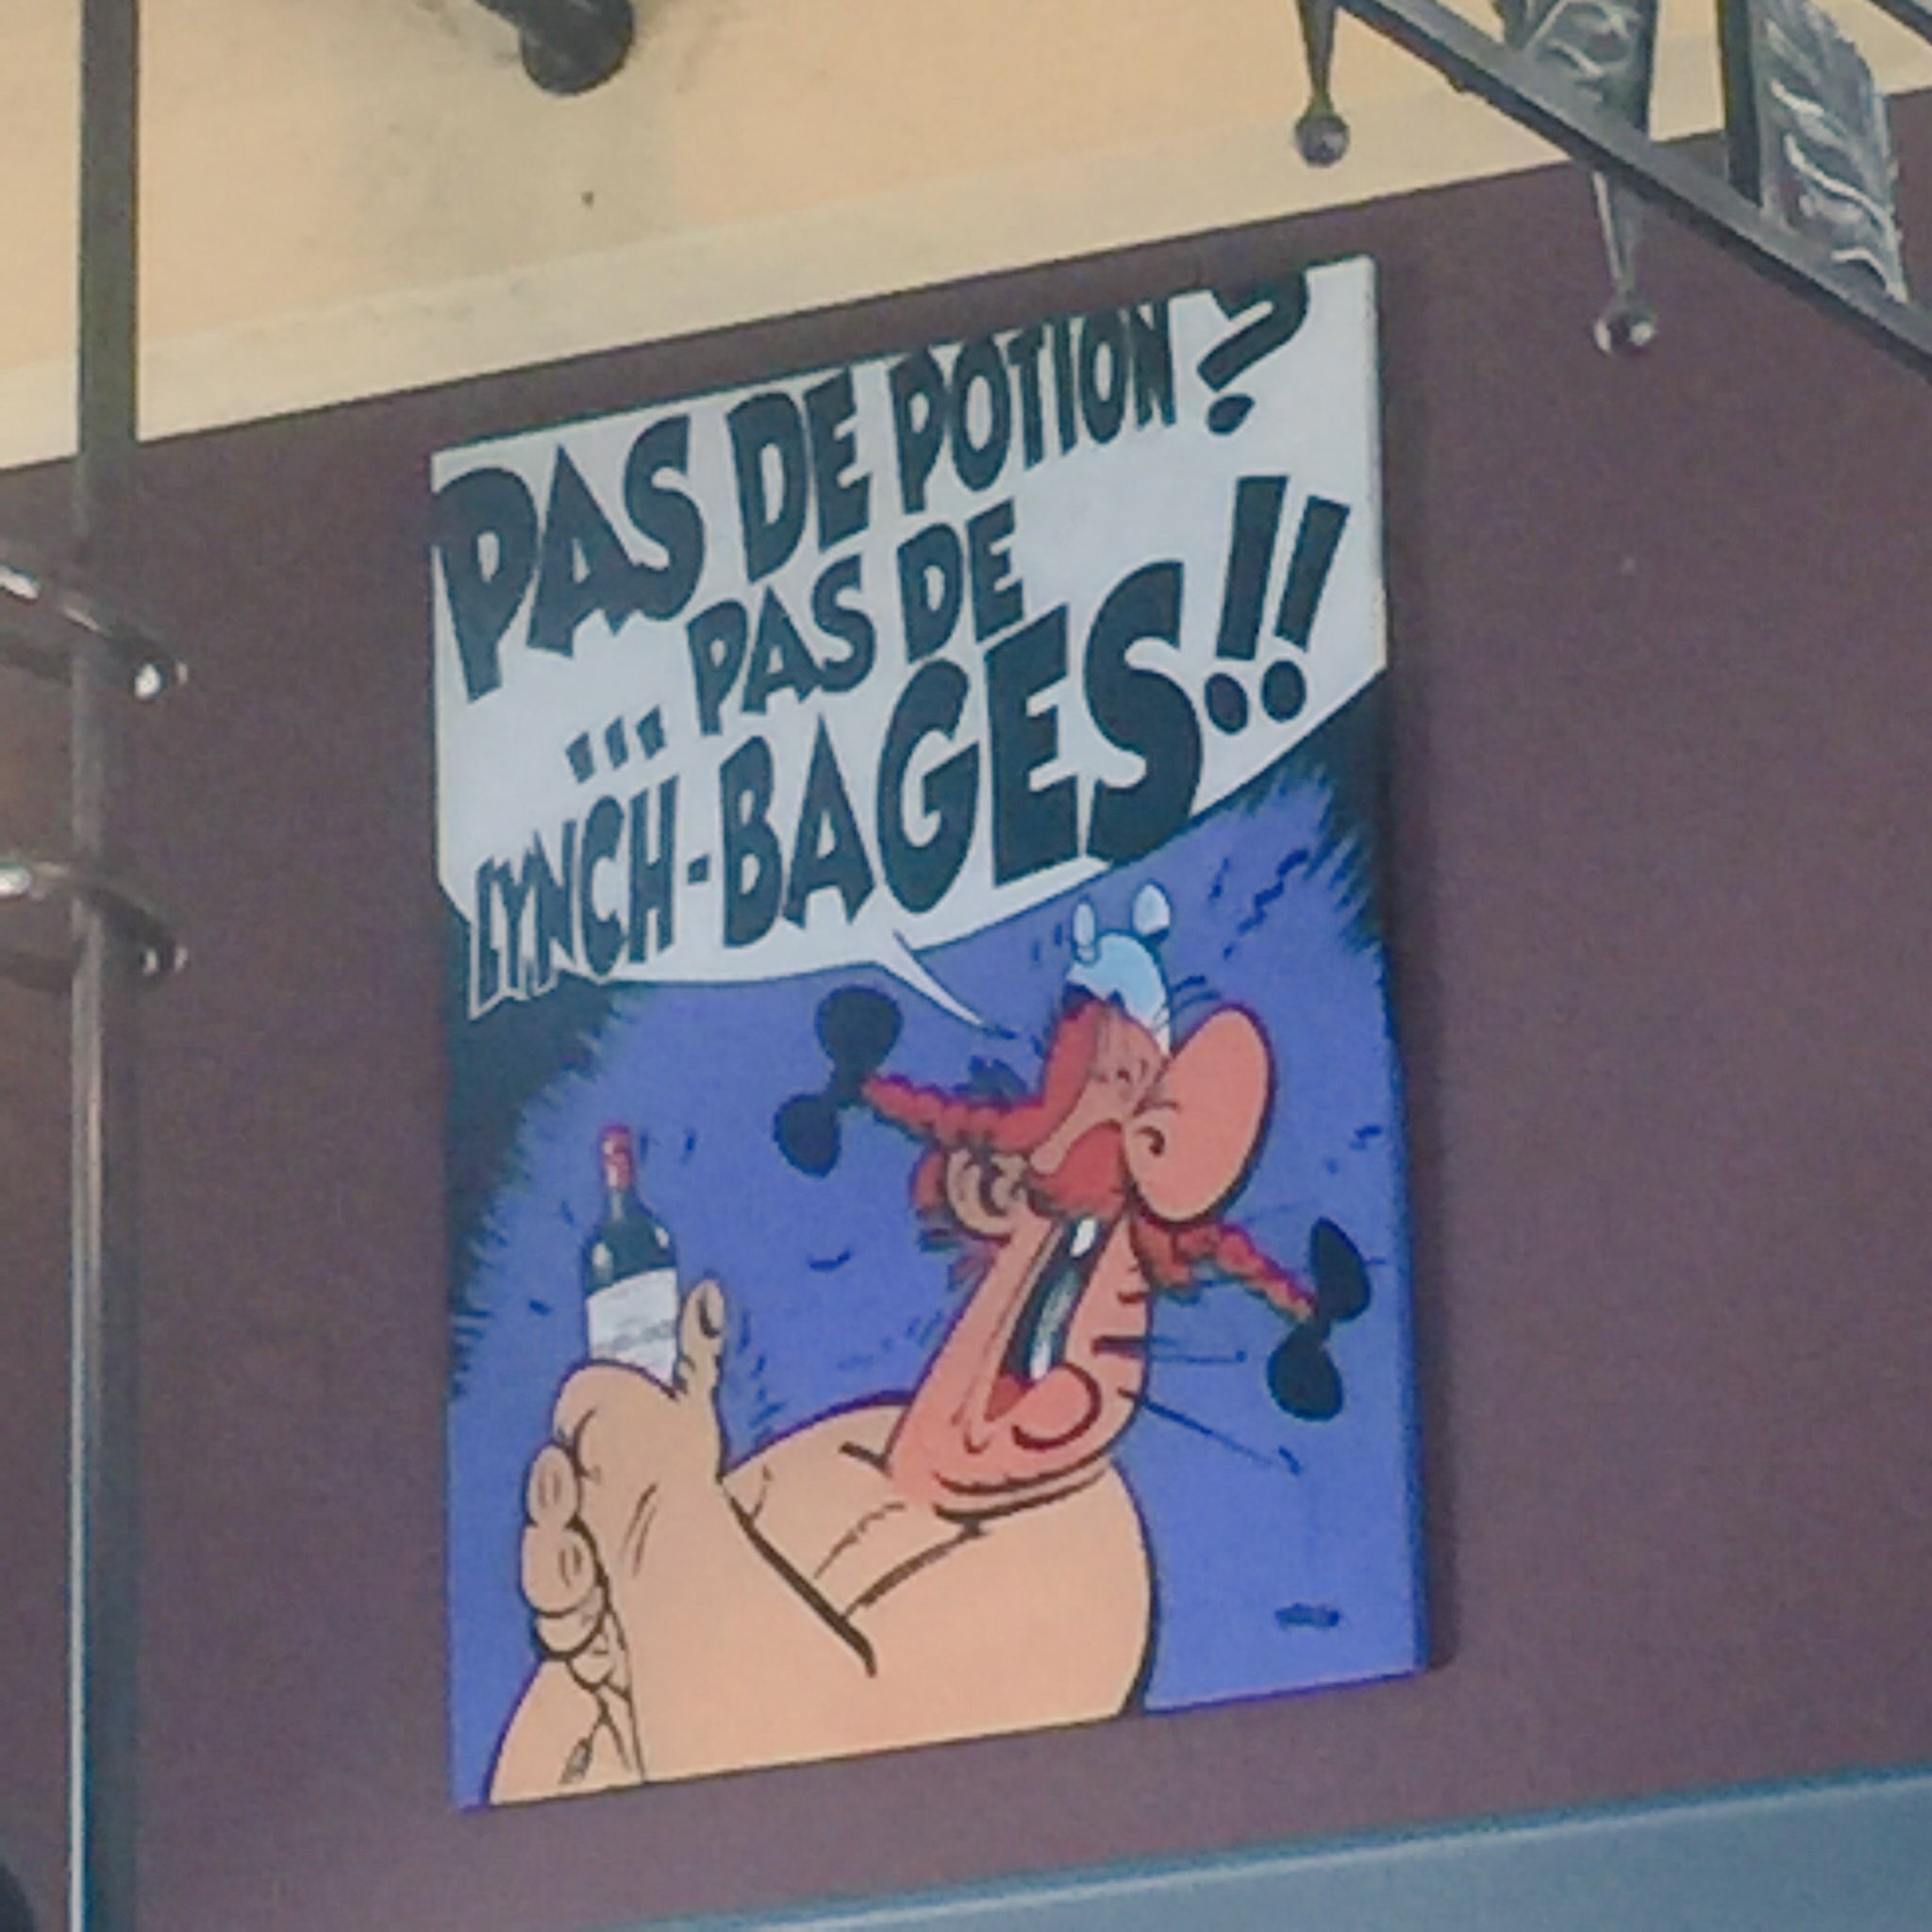 PAS DE POTION?
... PAS DE
LYNCH-BAGES!!